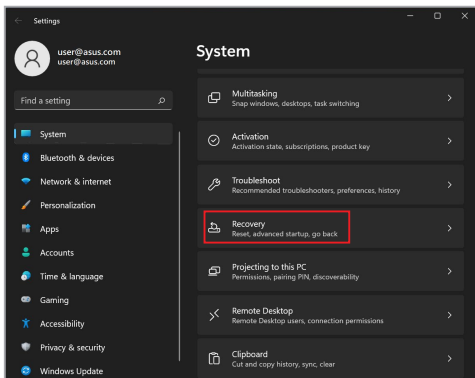 Settings
user@asus.com
user@asus.com
Find a setting
System
Bluetooth & devices
Network & internet
Personalization
Apps
Accounts
Time & language
Gaming
Accessibility
Privacy & security
Windows Update
System
Multitasking
Snap windows, desktops, task switching
Activation
Activation state, subscriptions, product key
Troubleshoot
Recommended troubleshooters, preferences, history
Recovery
Reset, advanced startup, go back
Projecting to this PC
Permissions, pairing PIN, discoverability
Remote Desktop
Remote Desktop users, connection permissions
Clipboard
Cut and copy history, sync, clear